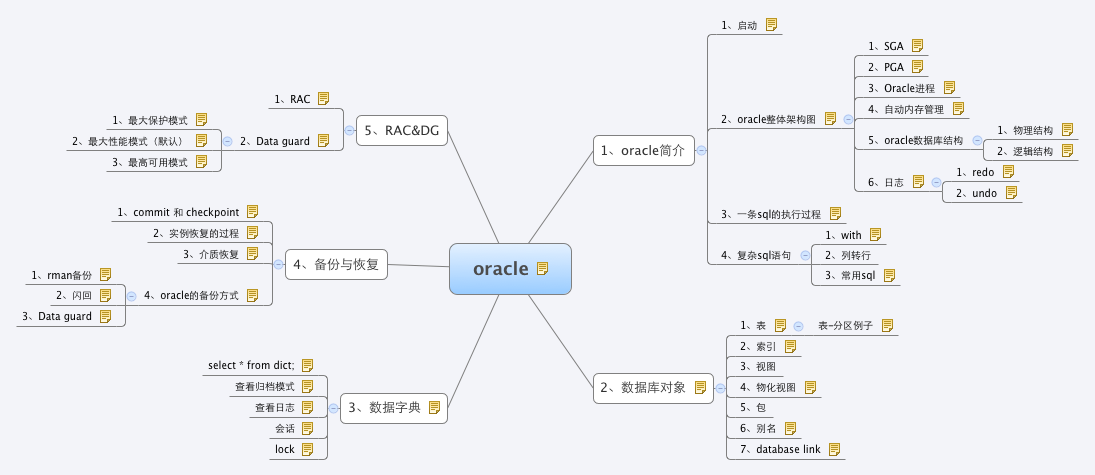 oracle
1、oracle简介
1、启动
2、oracle整体架构图
1、SGA
2、PGA
3、Oracle进程
4、自动内存管理
5、oracle数据库结构
1、物理结构
2、逻辑结构
6、日志
1、redo
2、undo
3、一条sql的执行过程
4、复杂sql语句
1、with
2、列转行
3、常用sql
2、数据库对象
1、表
表-分区例子
2、索引
3、视图
4、物化视图
5、包
6、别名
7、database link
3、数据字典
select * from dict;
查看归档模式
查看日志
会话
lock
4、备份与恢复
1、commit 和 checkpoint
2、实例恢复的过程
3、介质恢复
4、oracle的备份方式
1、rman备份
2、闪回
3、Data guard
5、RAC&DG
1、RAC
2、Data guard
1、最大保护模式
2、最大性能模式（默认）
3、最高可用模式